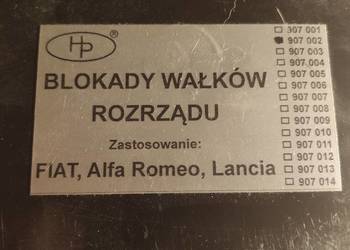 HP ®
BLOKADY WAŁKÓW
ROZRZĄDU
Zastosowanie:
FIAT, Alfa Romeo, Lancia
907 001
907 002
907 003
907 004
907 005
907 006
907 007
907 008
907 009
907 010
907 011
907 012
907 013
907 014